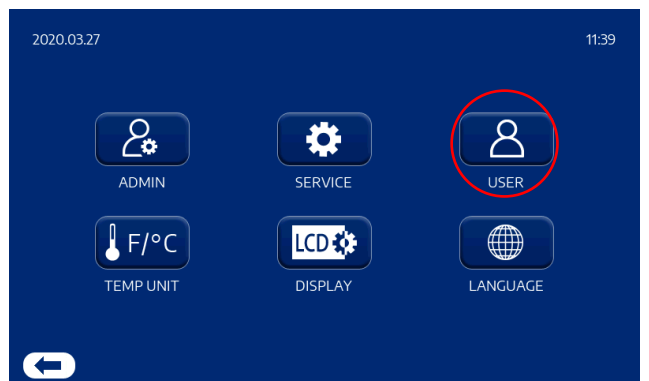 2020.03.27 11:39
ADMIN SERVICE USER
F/°C LCD
TEMP UNIT DISPLAY LANGUAGE